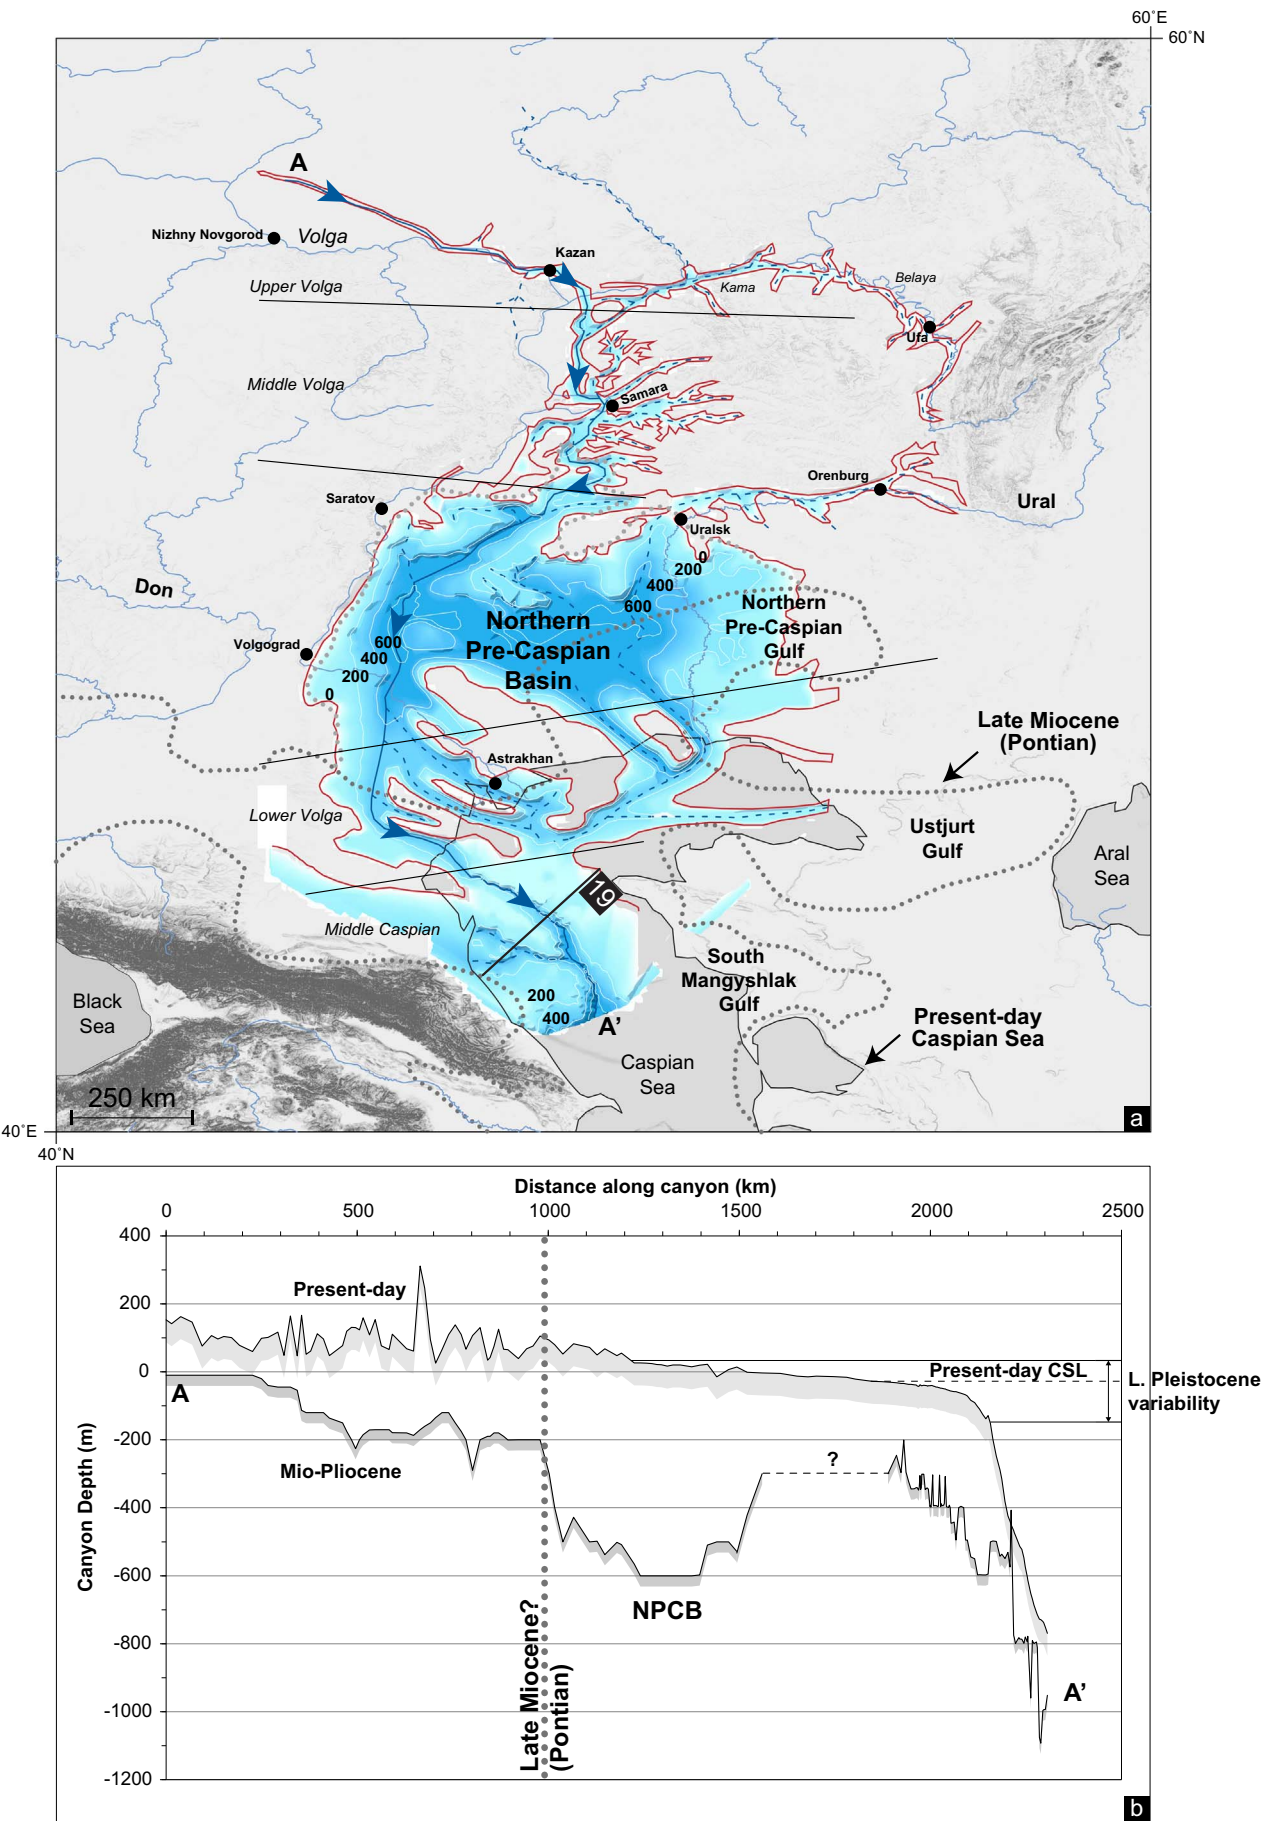 60˚E
60˚N
A
Nizhny Novgorod
Volga
Kazan
Upper Volga
Kama
Belaya
Ufa
Middle Volga
Samara
Saratov
Orenburg
Ural
Uralsk
Don
0
200
400
600
Northern
Pre-Caspian
Gulf
Northern
Pre-Caspian
Basin
Volgograd
600
400
200
0
Late Miocene
(Pontian)
Astrakhan
Lower Volga
Ustjurt
Gulf
Aral
Sea
19
Middle Caspian
South
Mangyshlak
Gulf
200
400
A’
Black
Sea
Present-day
Caspian Sea
Caspian
Sea
250 km
a
40˚E
40˚N
Distance along canyon (km)
0
500
1000
1500
2000
2500
400
200
0
-200
-400
-600
-800
-1000
-1200
Canyon Depth (m)
Present-day
Present-day CSL
L. Pleistocene
variability
A
Mio-Pliocene
?
NPCB
Late Miocene?
(Pontian)
A’
b